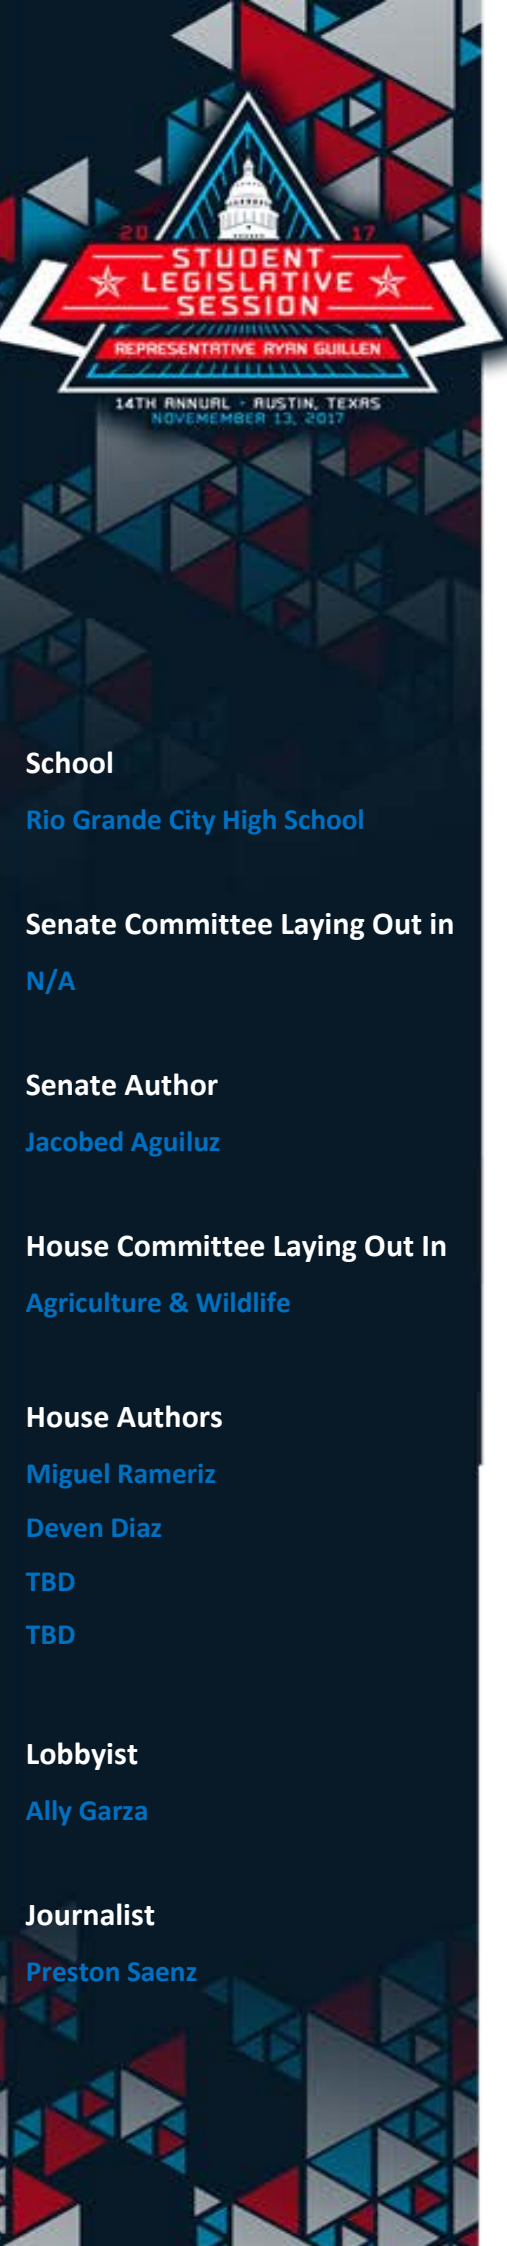 20 17
STUDENT
LEGISLATIVE
SESSION
REPRESENTATIVE RYAN GUILLEN
14TH ANNUAL - AUSTIN, TEXAS
NOVEMEMBER 13, 2017
School
Rio Grande City High School
Senate Committee Laying Out in
N/A
Senate Author
Jacobed Aguiluz
House Committee Laying Out In
Agriculture & Wildlife
House Authors
Miguel Rameriz
Deven Diaz
TBD
TBD
Lobbyist
Ally Garza
Journalist
Preston Saenz